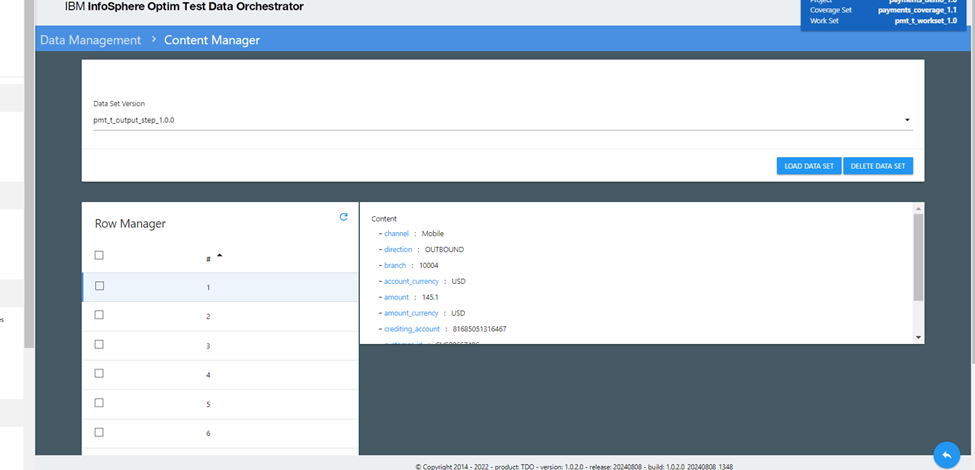 IBM InfoSphere Optim Test Data Orchestrator
Project payments_demo_1.0
Coverage Set payments_coverage_1.1
Work Set pmt_t_workset_1.0
Data Management > Content Manager
Data Set Version
pmt_t_output_step_1.0.0
LOAD DATA SET DELETE DATA SET
Row Manager
#
1
2
3
4
5
6
Content
- channel : Mobile
- direction : OUTBOUND
- branch : 10004
- account_currency : USD
- amount : 145.1
- amount_currency : USD
- crediting_account : 81685051316467
© Copyright 2014 - 2022 - product: TDO - version: 1.0.2.0 - release: 20240808 - build: 1.0.2.0_20240808_1348